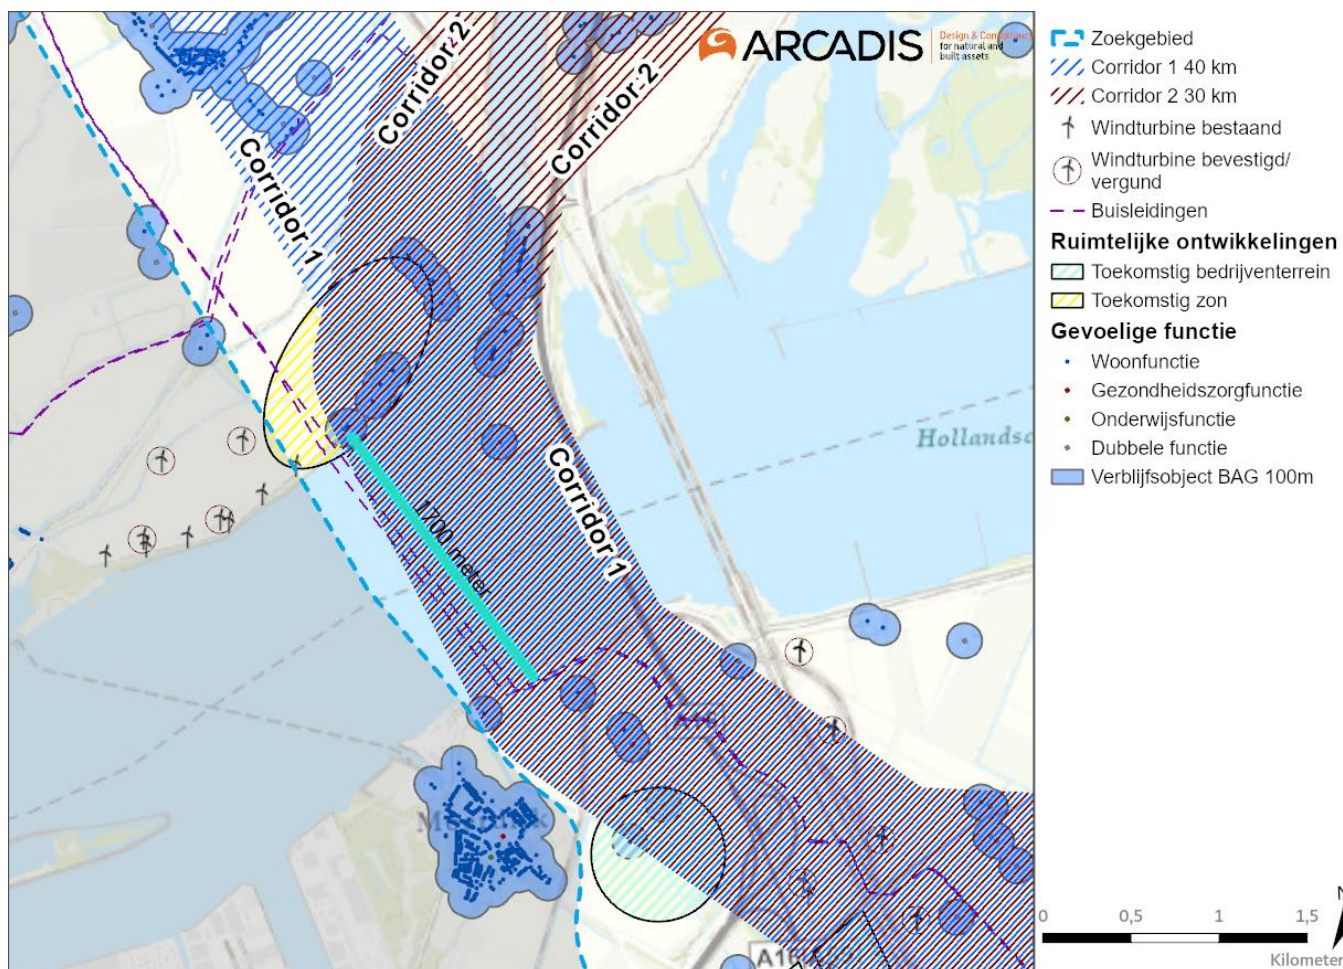 ARCADIS
Design & Consultancy
for natural and
built assets
Corridor 2
Corridor 2
Corridor 1
Hollandsc
Corridor 1
1700 meter
Zoekgebied
Corridor 1 40 km
Corridor 2 30 km
Windturbine bestaand
Windturbine bevestigd/
vergund
Buisleidingen
Ruimtelijke ontwikkelingen
Toekomstig bedrijventerrein
Toekomstig zon
Gevoelige functie
Woonfunctie
Gezondheidszorgfunctie
Onderwijsfunctie
Dubbele functie
Verblijfsobject BAG 100m
0 0,5 1 1,5
Kilometer
N